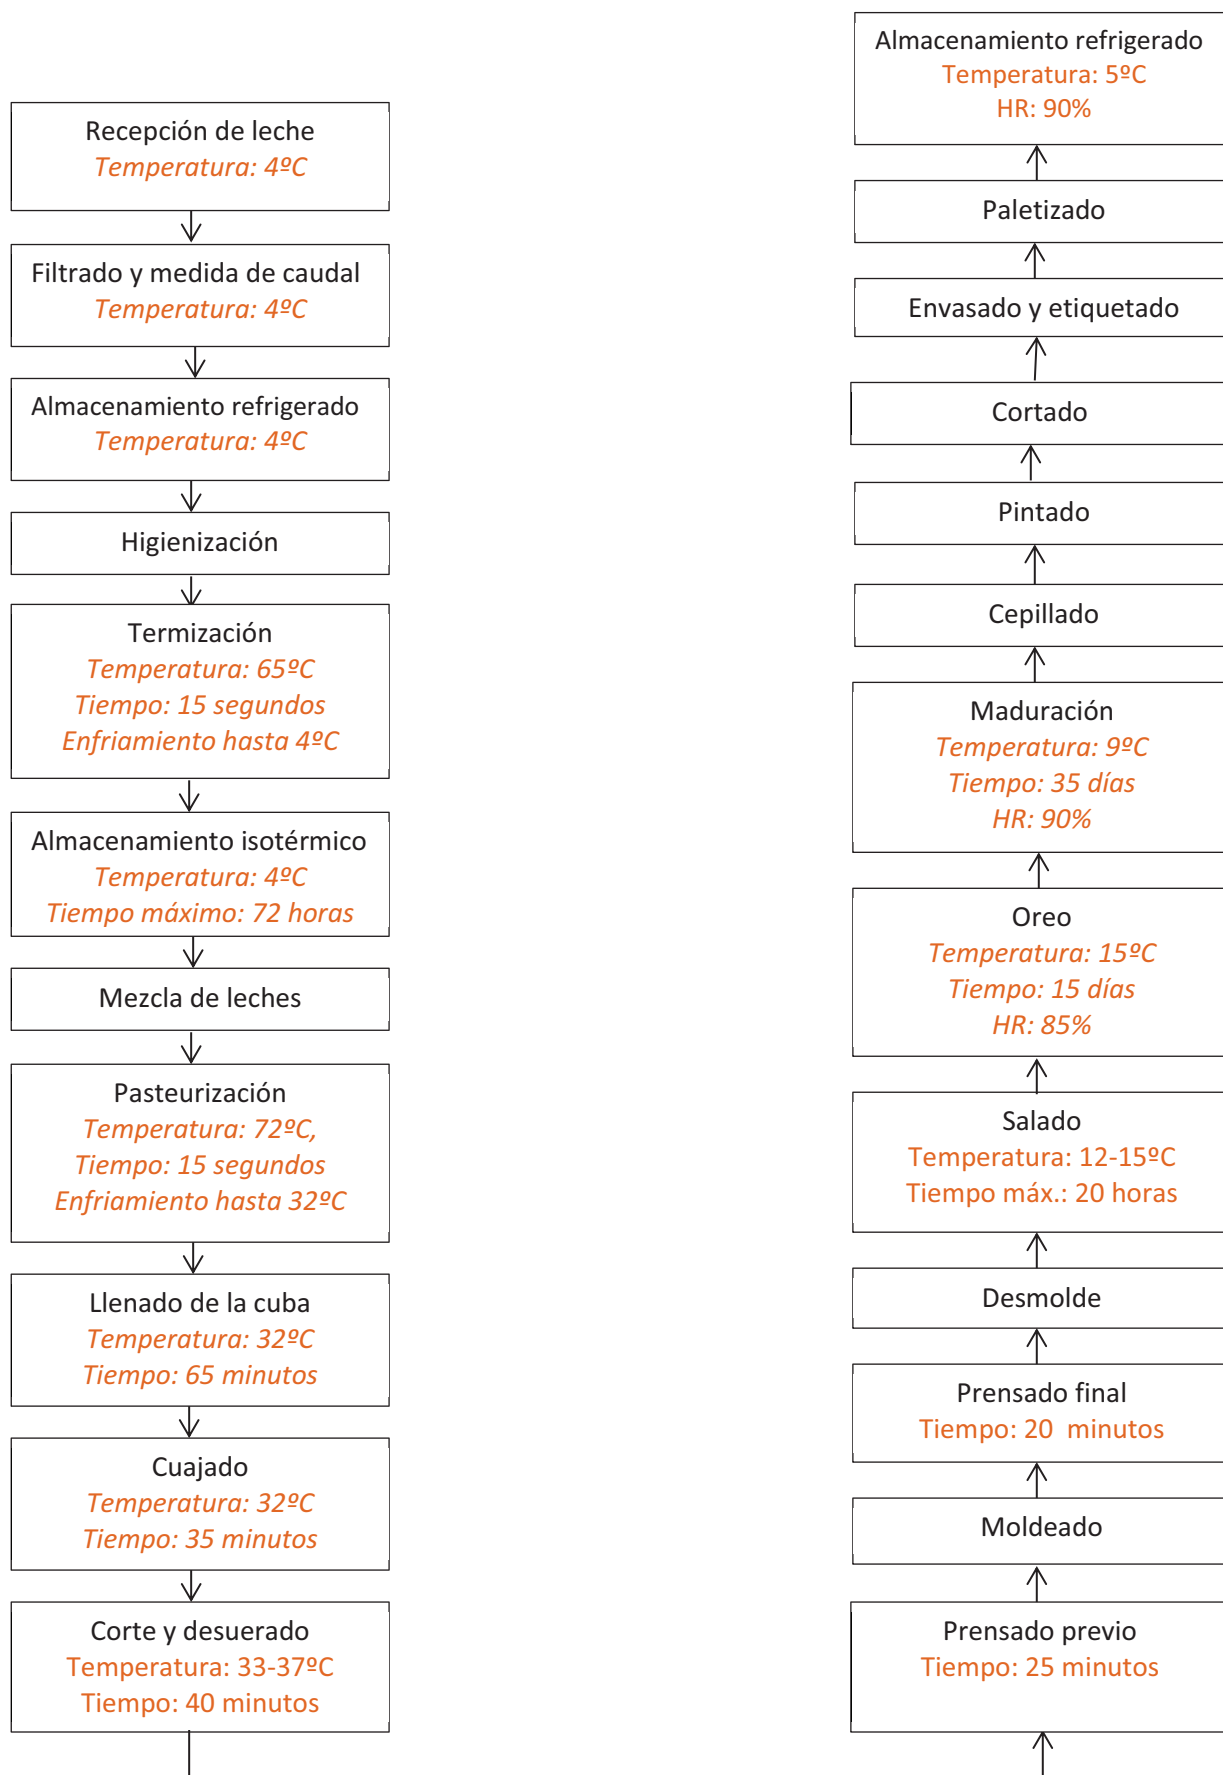 Recepción de leche
Temperatura: 4ºC
Filtrado y medida de caudal
Temperatura: 4ºC
Almacenamiento refrigerado
Temperatura: 4ºC
Higienización
Termización
Temperatura: 65ºC
Tiempo: 15 segundos
Enfriamiento hasta 4ºC
Almacenamiento isotérmico
Temperatura: 4ºC
Tiempo máximo: 72 horas
Mezcla de leches
Pasteurización
Temperatura: 72ºC,
Tiempo: 15 segundos
Enfriamiento hasta 32ºC
Llenado de la cuba
Temperatura: 32ºC
Tiempo: 65 minutos
Cuajado
Temperatura: 32ºC
Tiempo: 35 minutos
Corte y desuerado
Temperatura: 33-37ºC
Tiempo: 40 minutos
Almacenamiento refrigerado
Temperatura: 5ºC
HR: 90%
Paletizado
Envasado y etiquetado
Cortado
Pintado
Cepillado
Maduración
Temperatura: 9ºC
Tiempo: 35 días
HR: 90%
Oreo
Temperatura: 15ºC
Tiempo: 15 días
HR: 85%
Salado
Temperatura: 12-15ºC
Tiempo máx.: 20 horas
Desmolde
Prensado final
Tiempo: 20 minutos
Moldeado
Prensado previo
Tiempo: 25 minutos